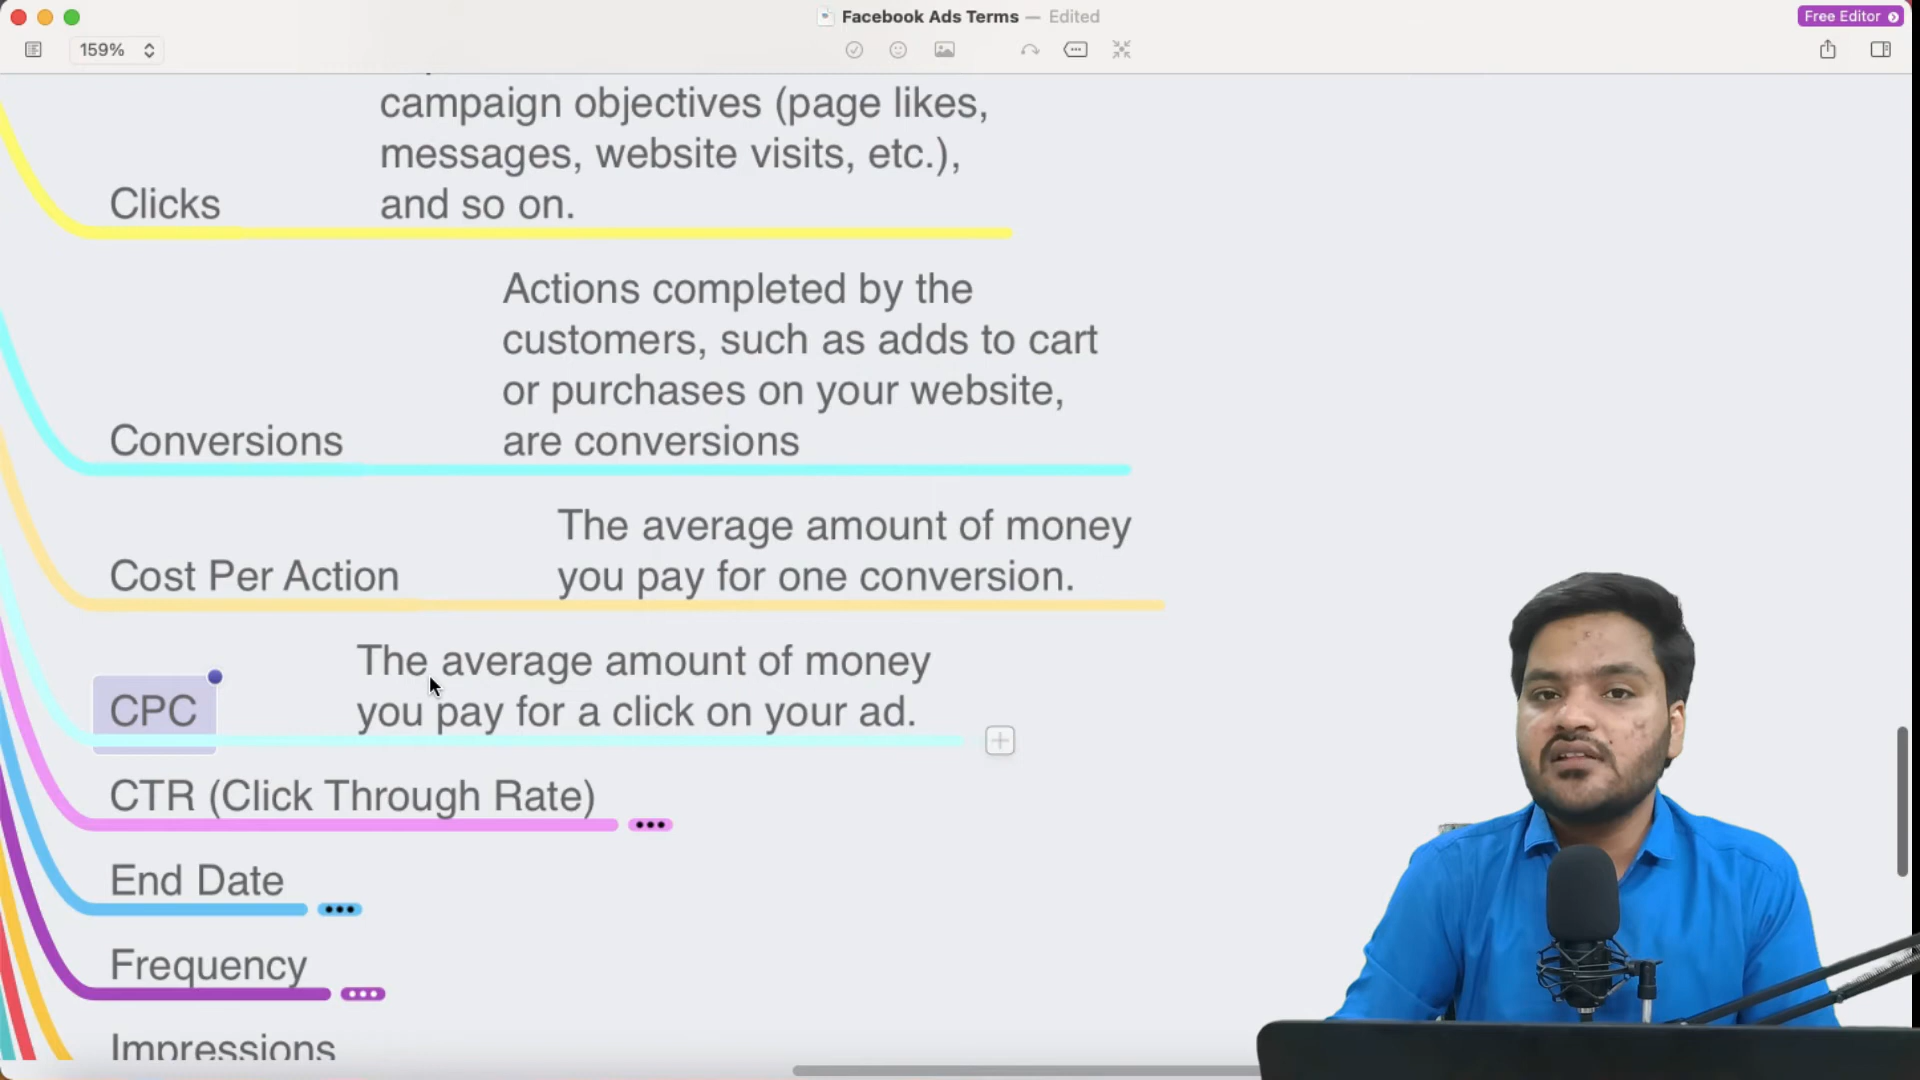 Facebook Ads Terms — Edited
Free Editor
159%
campaign objectives (page likes,
messages, website visits, etc.),
and so on.
Clicks
Actions completed by the
customers, such as adds to cart
or purchases on your website,
are conversions
Conversions
The average amount of money
you pay for one conversion.
Cost Per Action
The average amount of money
you pay for a click on your ad.
CPC
CTR (Click Through Rate)
End Date
Frequency
Impressions